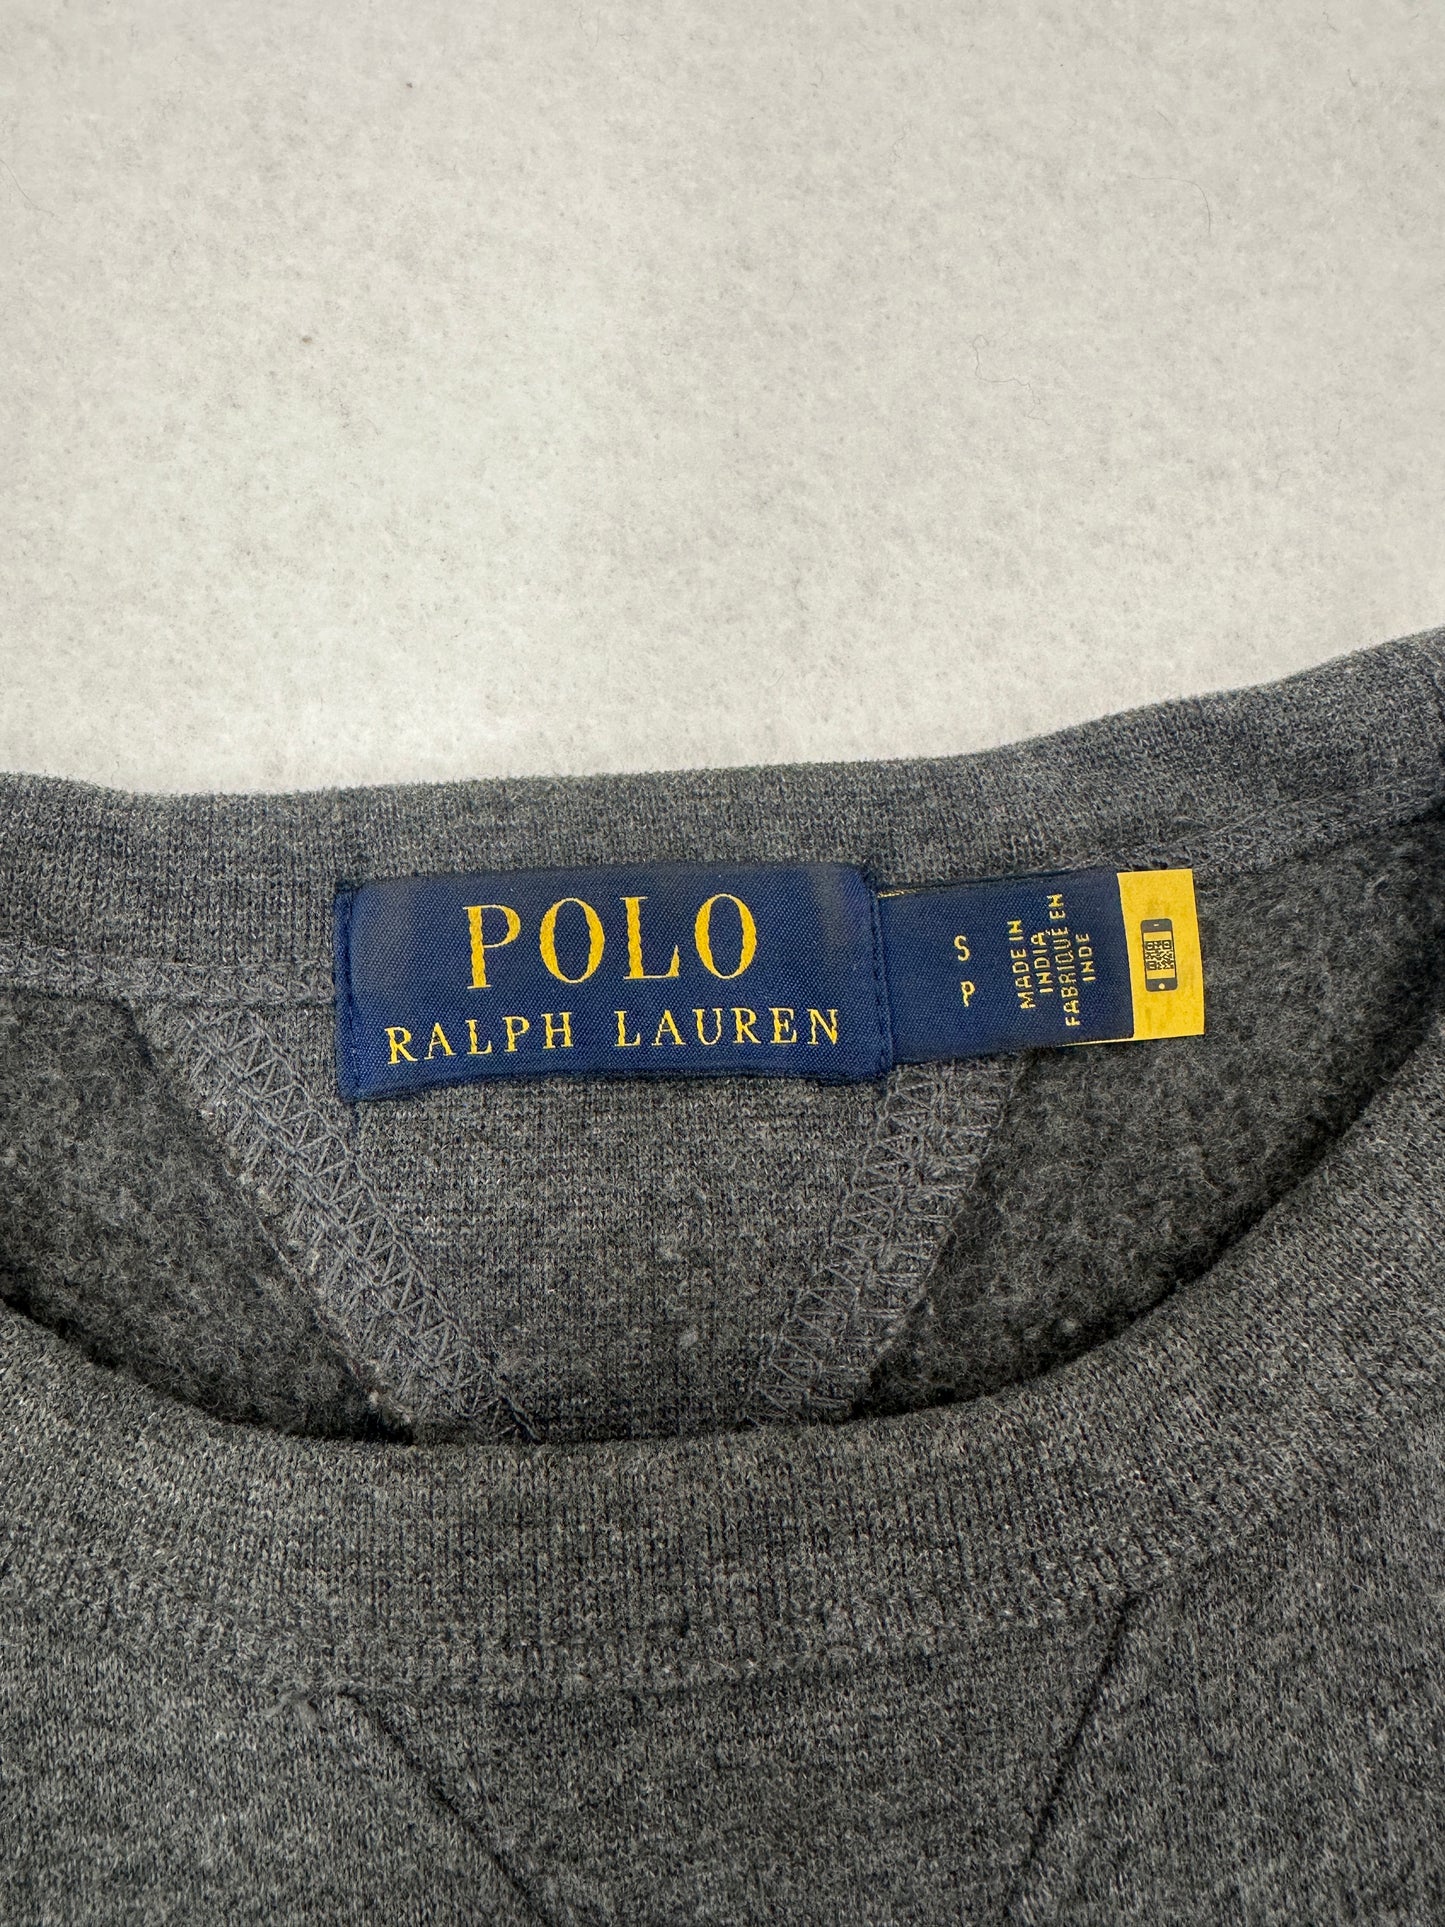 POLO
RALPH LAUREN
S
P
MADE IN
INDIA
FABRIQUÉ EN
INDE